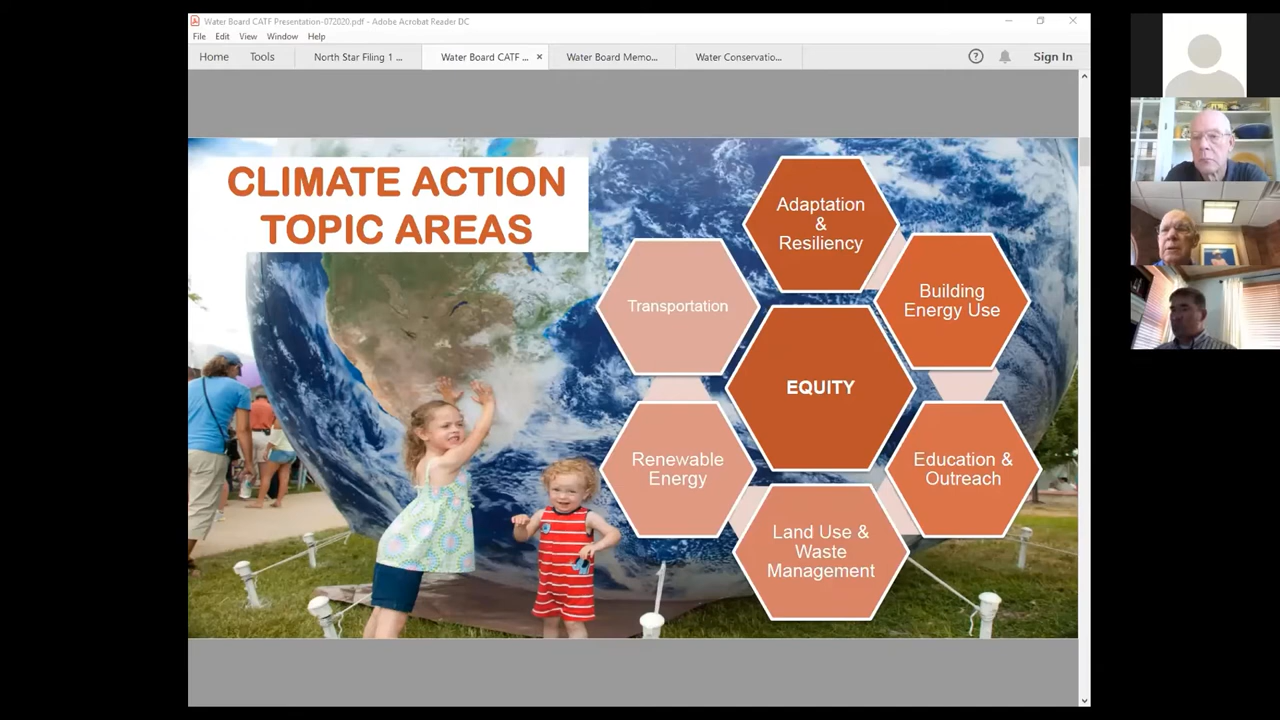 Water Board CATF Presentation-072020.pdf - Adobe Acrobat Reader DC
File Edit View Window Help
Home Tools North Star Filing 1 ... Water Board CATF ... × Water Board Memo... Water Conservatio... Sign In
CLIMATE ACTION
TOPIC AREAS
Adaptation
&
Resiliency
Building
Energy Use
Transportation
EQUITY
Renewable
Energy
Education &
Outreach
Land Use &
Waste
Management